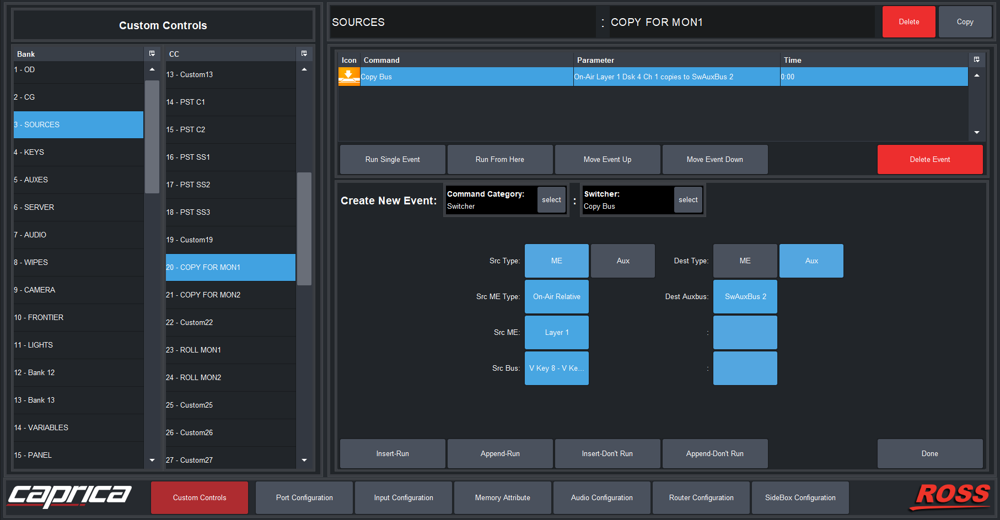 Custom Controls
Bank
1 - OD
2 - CG
3 - SOURCES
4 - KEYS
5 - AUXES
6 - SERVER
7 - AUDIO
8 - WIPES
9 - CAMERA
10 - FRONTIER
11 - LIGHTS
12 - Bank 12
13 - Bank 13
14 - VARIABLES
15 - PANEL
CC
13 - Custom13
14 - PST C1
15 - PST C2
16 - PST SS1
17 - PST SS2
18 - PST SS3
19 - Custom19
20 - COPY FOR MON1
21 - COPY FOR MON2
22 - Custom22
23 - ROLL MON1
24 - ROLL MON2
25 - Custom25
26 - Custom26
27 - Custom27
SOURCES : COPY FOR MON1 Delete Copy
Icon Command Parameter Time
Copy Bus On-Air Layer 1 Dsk 4 Ch 1 copies to SwAuxBus 2 0:00
Run Single Event Run From Here Move Event Up Move Event Down Delete Event
Create New Event: Command Category: Switcher select : Switcher: Copy Bus select
Src Type: ME Aux Dest Type: ME Aux
Src ME Type: On-Air Relative Dest Auxbus: SwAuxBus 2
Src ME: Layer 1 :
Src Bus: V Key 8 - V Ke... :
Insert-Run Append-Run Insert-Don't Run Append-Don't Run Done
caprica Custom Controls Port Configuration Input Configuration Memory Attribute Audio Configuration Router Configuration SideBox Configuration ROSS